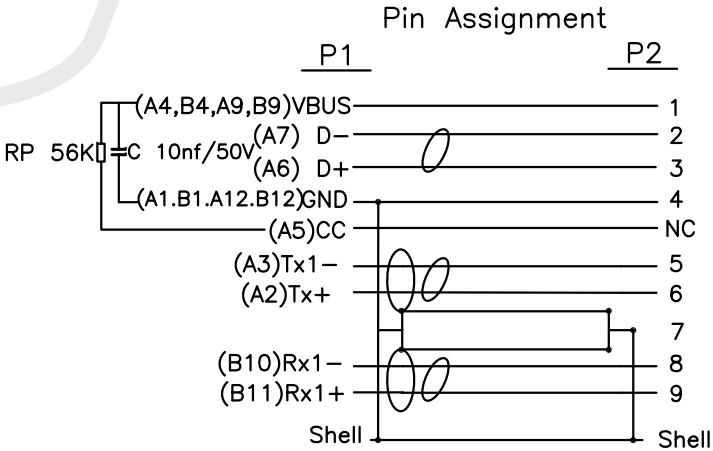 Pin Assignment
P1 P2
(A4,B4,A9,B9)VBUS 1
(A7) D- 2
RP 56K C 10nf/50V
(A6) D+ 3
(A1.B1.A12.B12)GND 4
(A5)CC NC
(A3)Tx1- 5
(A2)Tx+ 6
7
(B10)Rx1- 8
(B11)Rx1+ 9
Shell Shell